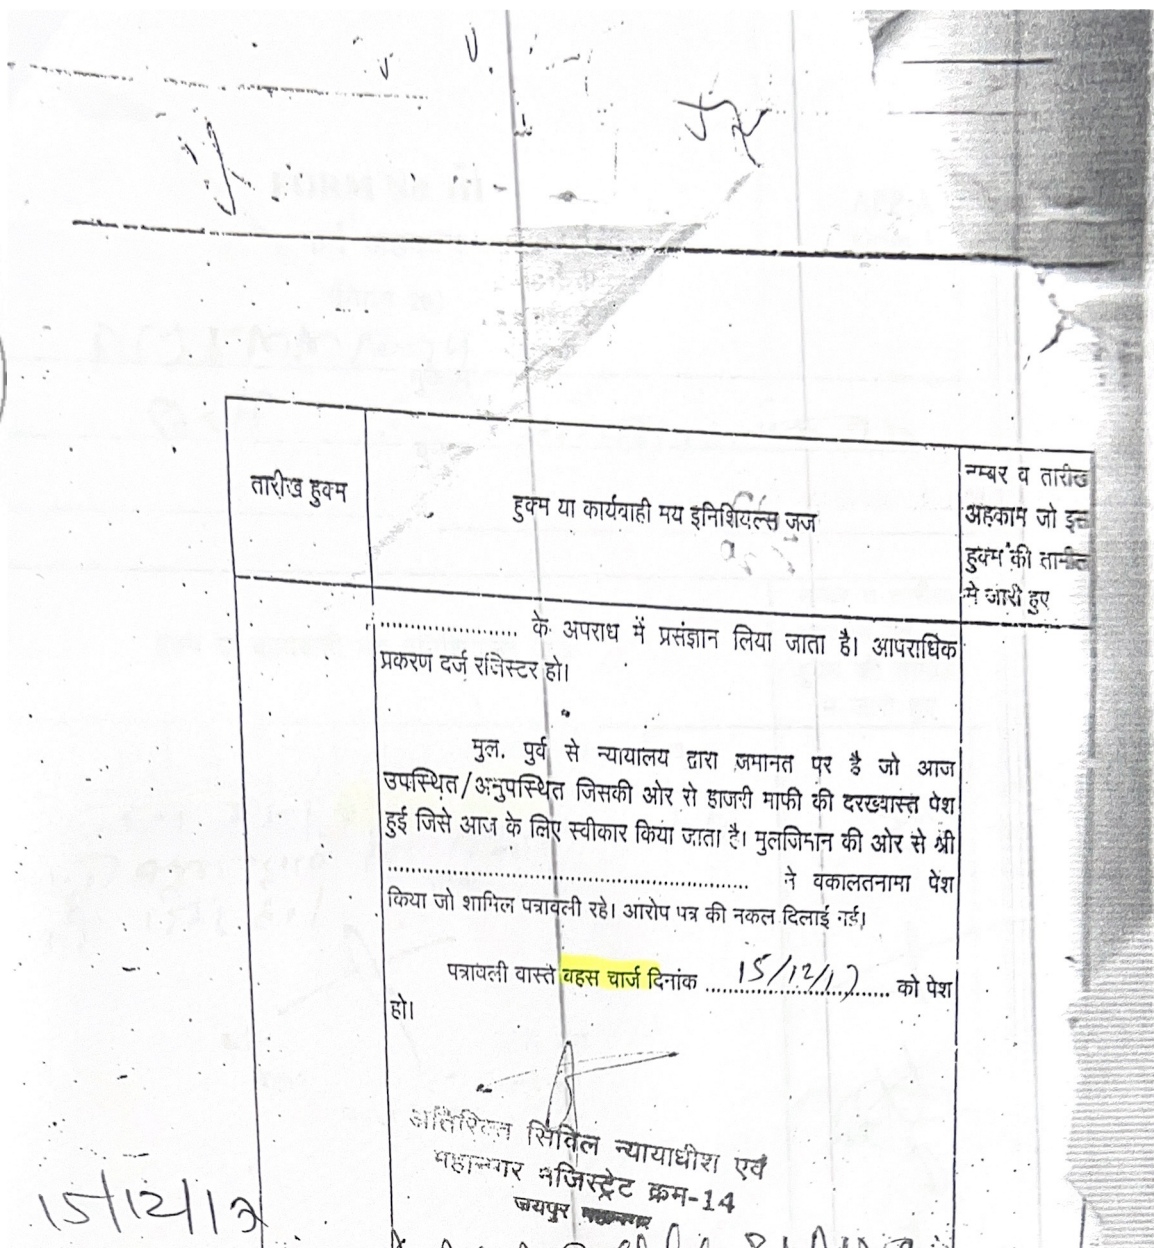 तारीख हुक्म
हुक्म या कार्यवाही मय इनिशियल्स जज
नम्बर व तारीख
अहकाम जो इस
हुक्म की तामील
मे जारी हुए
..................... के अपराध में प्रसंज्ञान लिया जाता है। आपराधिक
प्रकरण दर्ज रजिस्टर हो।
मुल. पुर्व से न्यायालय द्वारा जमानत पर है जो आज
उपस्थित/अनुपस्थित जिसकी ओर से हाजरी माफी की दरख्वास्त पेश
हुई जिसे आज के लिए स्वीकार किया जाता है। मुलजिमान की ओर से श्री
........................................................ ने वकालतनामा पेश
किया जो शामिल पत्रावली रहे। आरोप पत्र की नकल दिलाई गई।
पत्रावली वास्ते बहस चार्ज दिनांक ....15/12/17.... को पेश
हो।
अतिरिक्त सिविल न्यायाधीश एवं
महानगर मजिस्ट्रेट क्रम-14
जयपुर महानगर
15/12/17